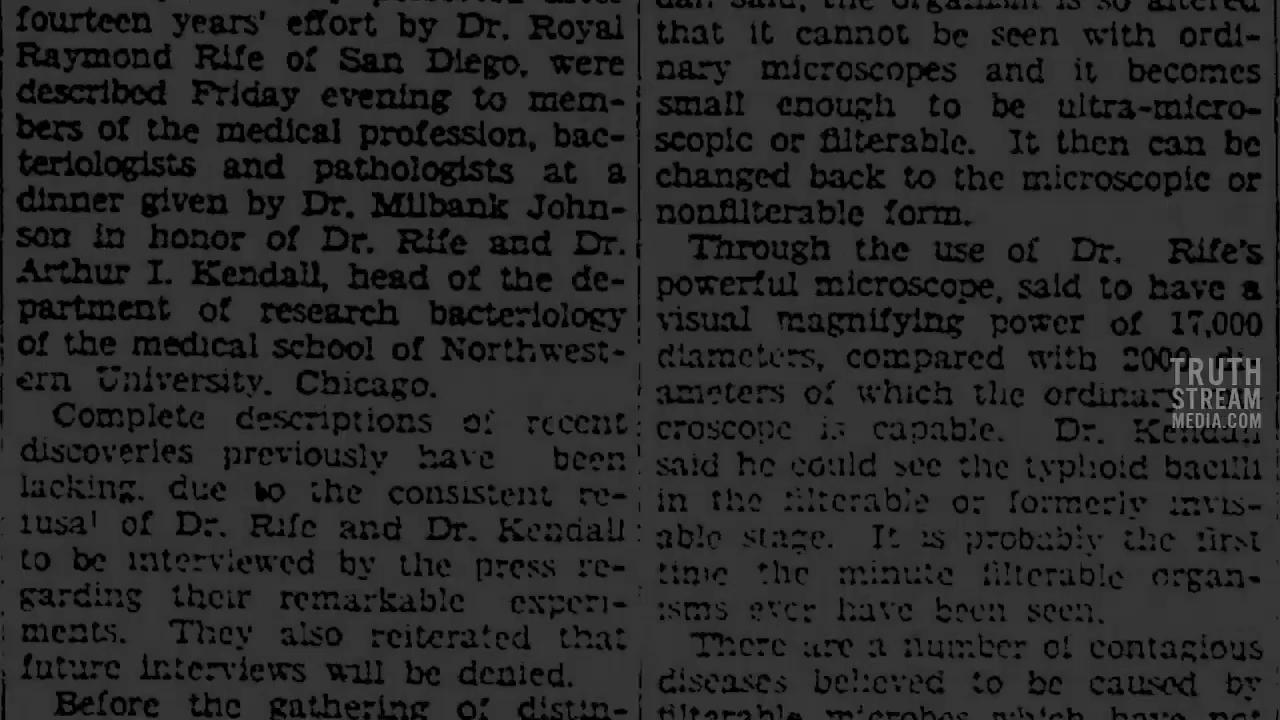 fourteen years' effort by Dr. Royal
Raymond Rife of San Diego, were
described Friday evening to mem-
bers of the medical profession, bac-
teriologists and pathologists at a
dinner given by Dr. Milbank John-
son in honor of Dr. Rife and Dr.
Arthur I. Kendall, head of the de-
partment of research bacteriology
of the medical school of Northwest-
ern University, Chicago.
Complete descriptions of recent
discoveries previously have been
lacking, due to the consistent re-
fusal of Dr. Rife and Dr. Kendall
to be interviewed by the press re-
garding their remarkable experi-
ments. They also reiterated that
future interviews will be denied.
Before the gathering of distin-
said, the organism is so altered
that it cannot be seen with ordi-
nary microscopes and it becomes
small enough to be ultra-micro-
scopic or filterable. It then can be
changed back to the microscopic or
nonfilterable form.
Through the use of Dr. Rife's
powerful microscope, said to have a
visual magnifying power of 17,000
diameters, compared with 2000 di-
ameters of which the ordinary
croscope is capable. Dr. Kendall
said he could see the typhoid bacilli
in the filterable or formerly invis-
able stage. It is probably the first
time the minute filterable organ-
isms ever have been seen.
There are a number of contagious
diseases believed to be caused by
filterable microbes which have not
TRUTH
STREAM
MEDIA.COM